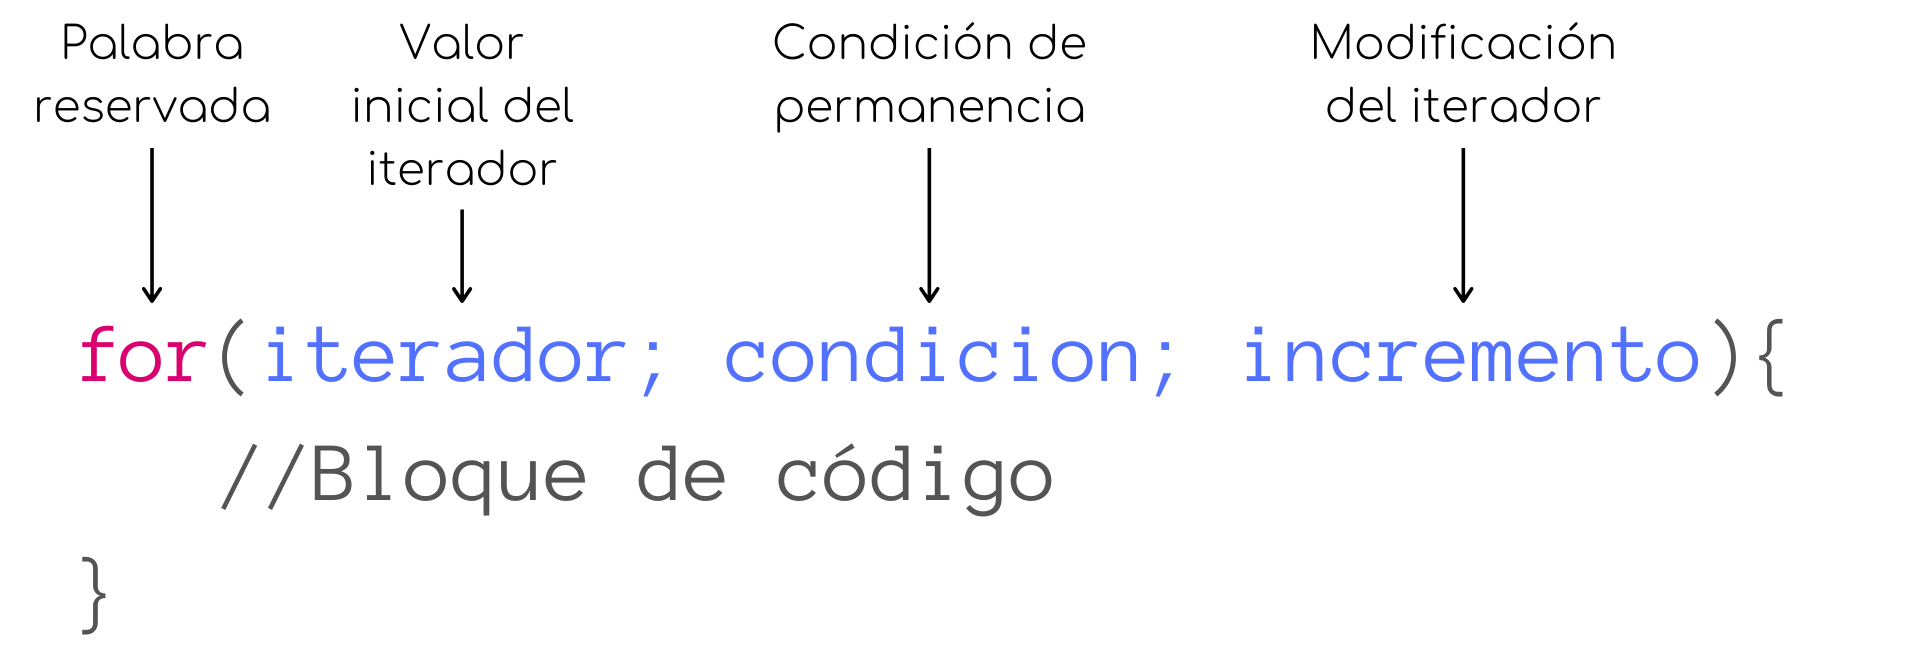 Palabra
reservada
Valor
inicial del
iterador
Condición de
permanencia
Modificación
del iterador
for(iterador; condicion; incremento){
//Bloque de código
}